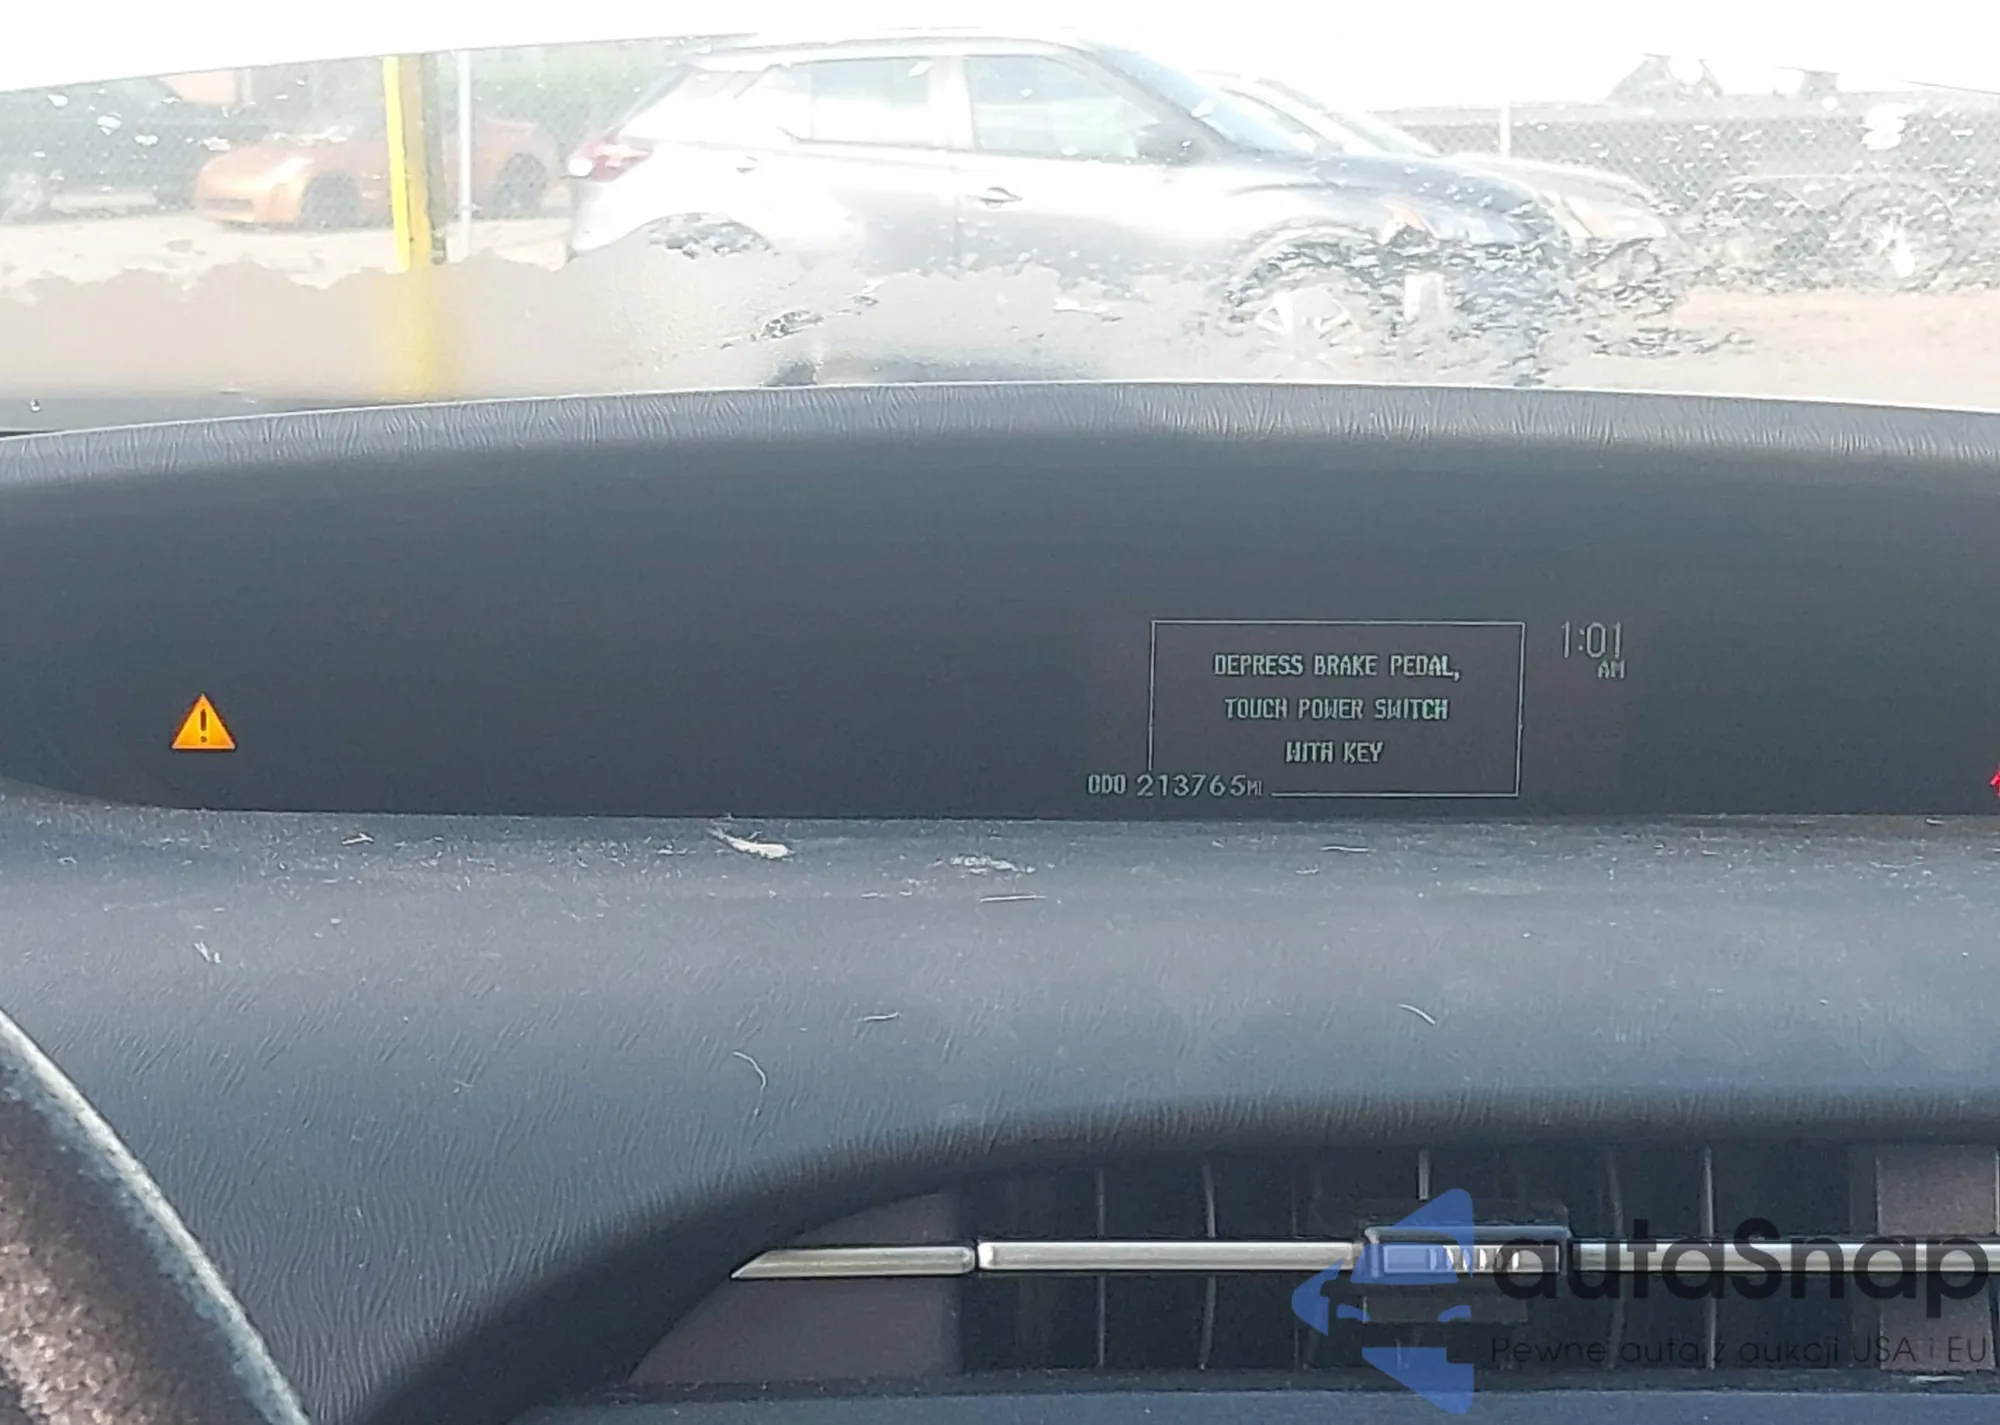 DEPRESS BRAKE PEDAL,
TOUCH POWER SWITCH
WITH KEY
1:01
AM
ODO 213765MI
autaSnap
Pewne auta z aukcji USA i EU